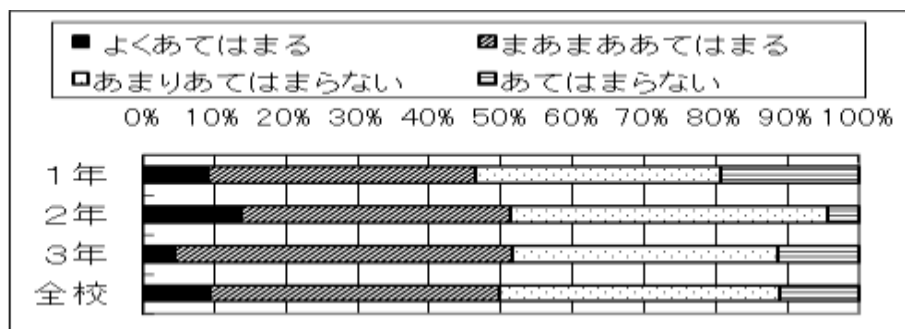 ■ よくあてはまる ▨まあまああてはまる
□あまりあてはまらない ▤あてはまらない
0% 10% 20% 30% 40% 50% 60% 70% 80% 90% 100%
1年
2年
3年
全校